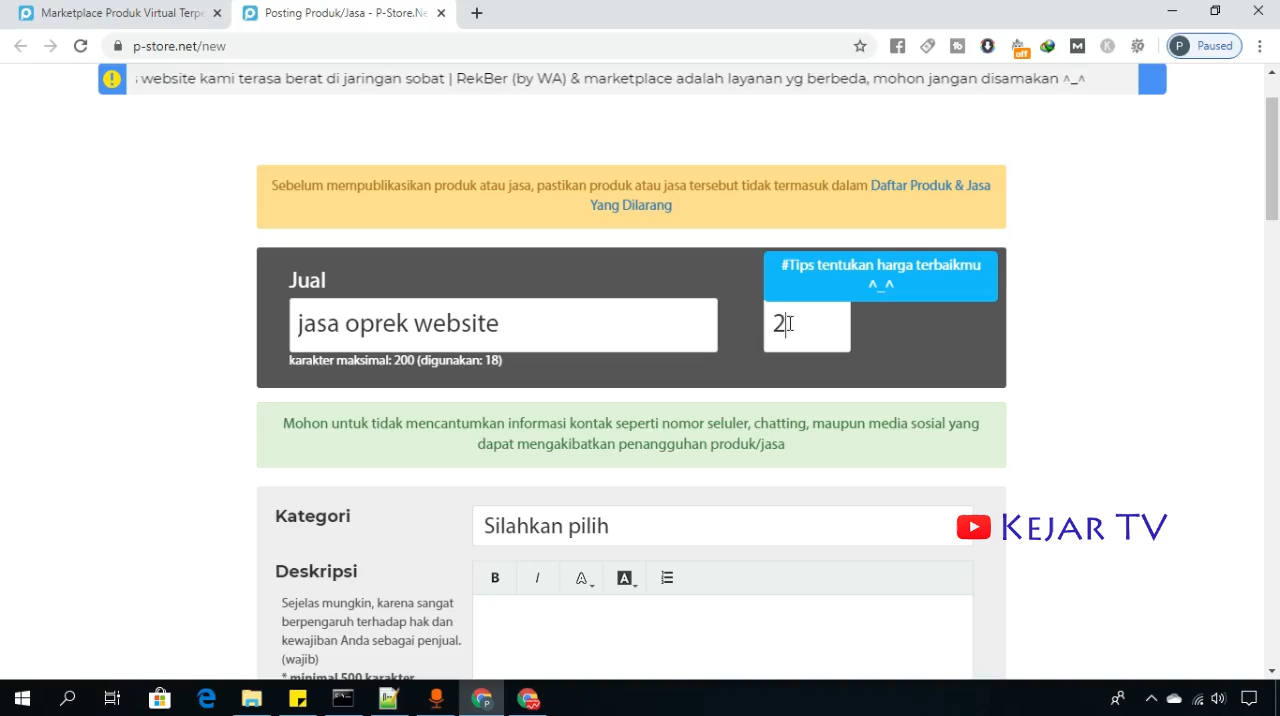 Marketplace Produk Virtual Terpe
Posting Produk/Jasa - P-Store.Ne
p-store.net/new
off
P
Paused
website kami terasa berat di jaringan sobat | RekBer (by WA) & marketplace adalah layanan yg berbeda, mohon jangan disamakan ^_^
Sebelum mempublikasikan produk atau jasa, pastikan produk atau jasa tersebut tidak termasuk dalam Daftar Produk & Jasa
Yang Dilarang
Jual
#Tips tentukan harga terbaikmu
^_^
jasa oprek website
2
karakter maksimal: 200 (digunakan: 18)
Mohon untuk tidak mencantumkan informasi kontak seperti nomor seluler, chatting, maupun media sosial yang
dapat mengakibatkan penangguhan produk/jasa
Kategori
Silahkan pilih
KEJAR TV
Deskripsi
B I A A
Sejelas mungkin, karena sangat
berpengaruh terhadap hak dan
kewajiban Anda sebagai penjual.
(wajib)
* minimal 500 karakter